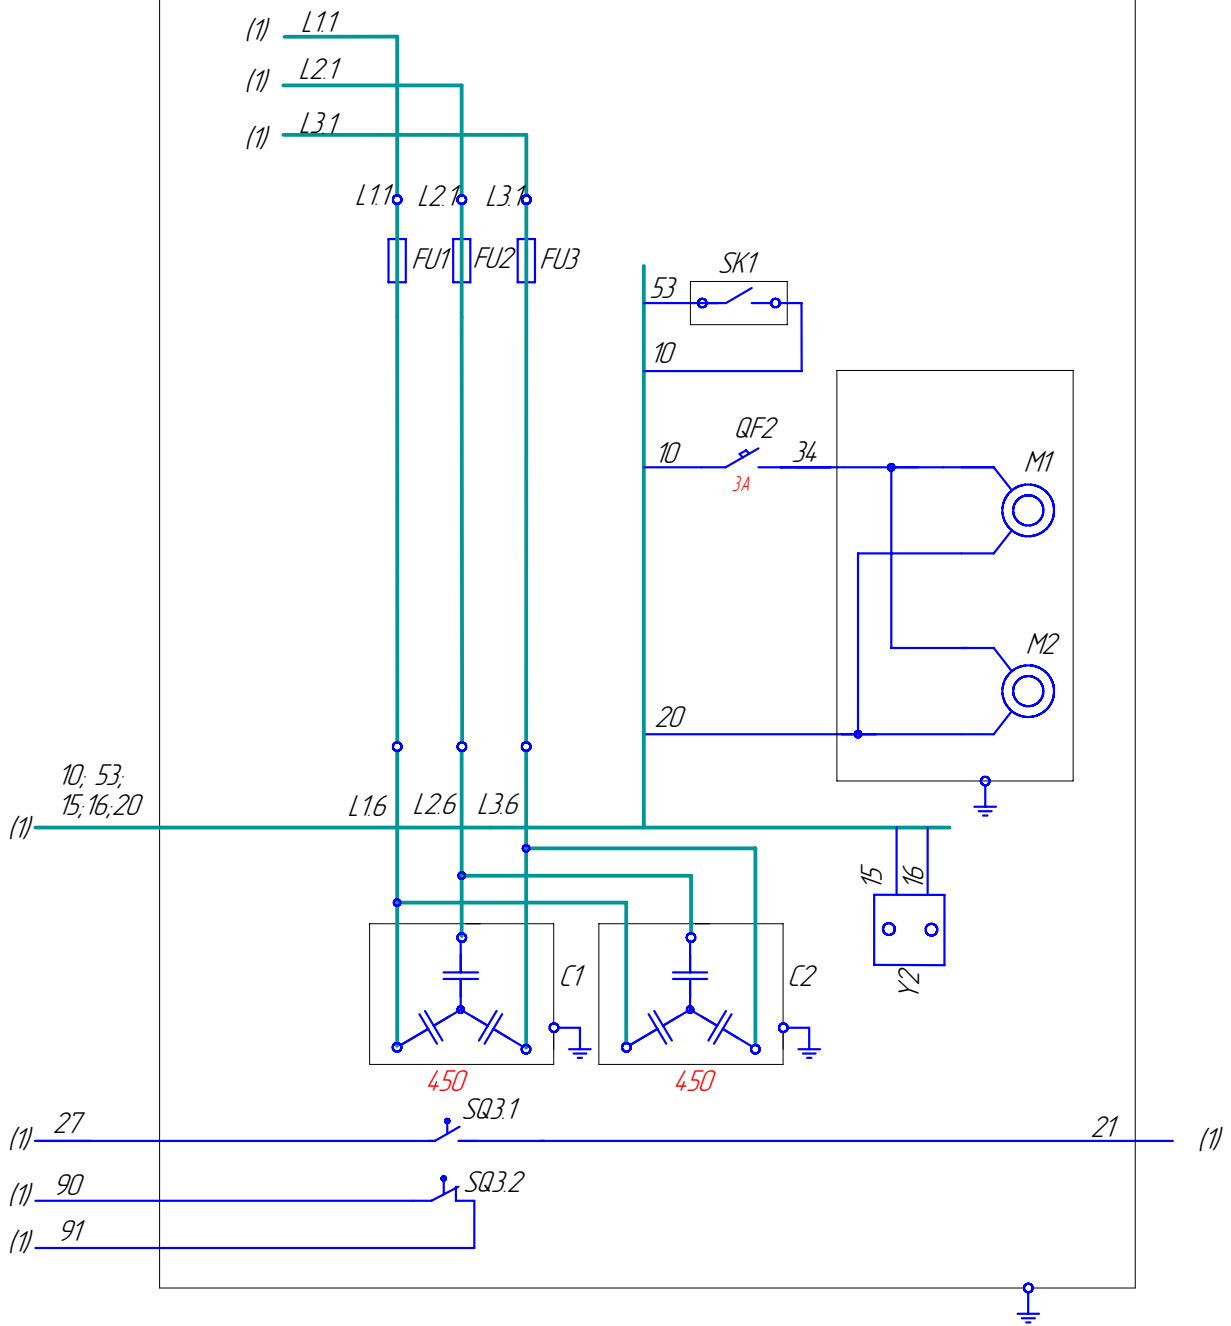 (1) L1.1
(1) L2.1
(1) L3.1
L1.1 L2.1 L3.1
FU1 FU2 FU3
SK1
53
10
QF2
10 34
3A
M1
M2
20
10; 53;
15;16;20
(1)
L1.6 L2.6 L3.6
15 16
Y2
C1 C2
450 450
SQ3.1
(1) 27 21 (1)
SQ3.2
(1) 90
(1) 91